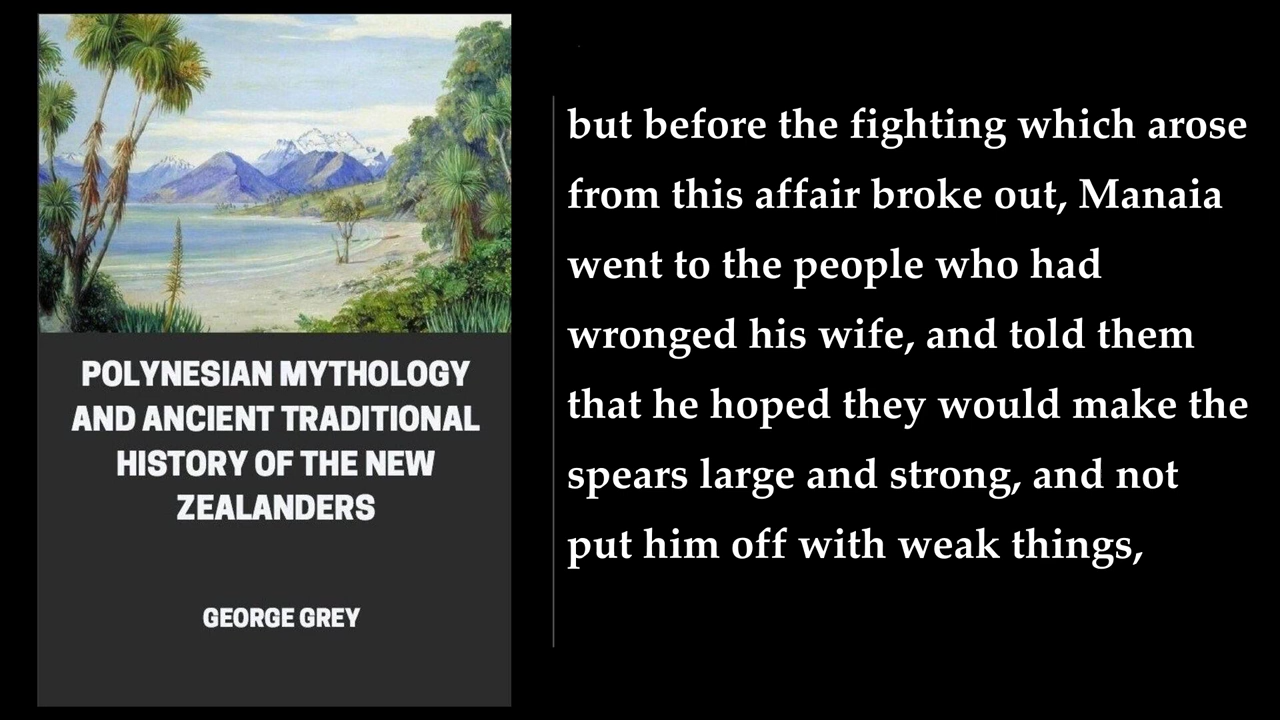 POLYNESIAN MYTHOLOGY
AND ANCIENT TRADITIONAL
HISTORY OF THE NEW
ZEALANDERS
GEORGE GREY
but before the fighting which arose
from this affair broke out, Manaia
went to the people who had
wronged his wife, and told them
that he hoped they would make the
spears large and strong, and not
put him off with weak things,